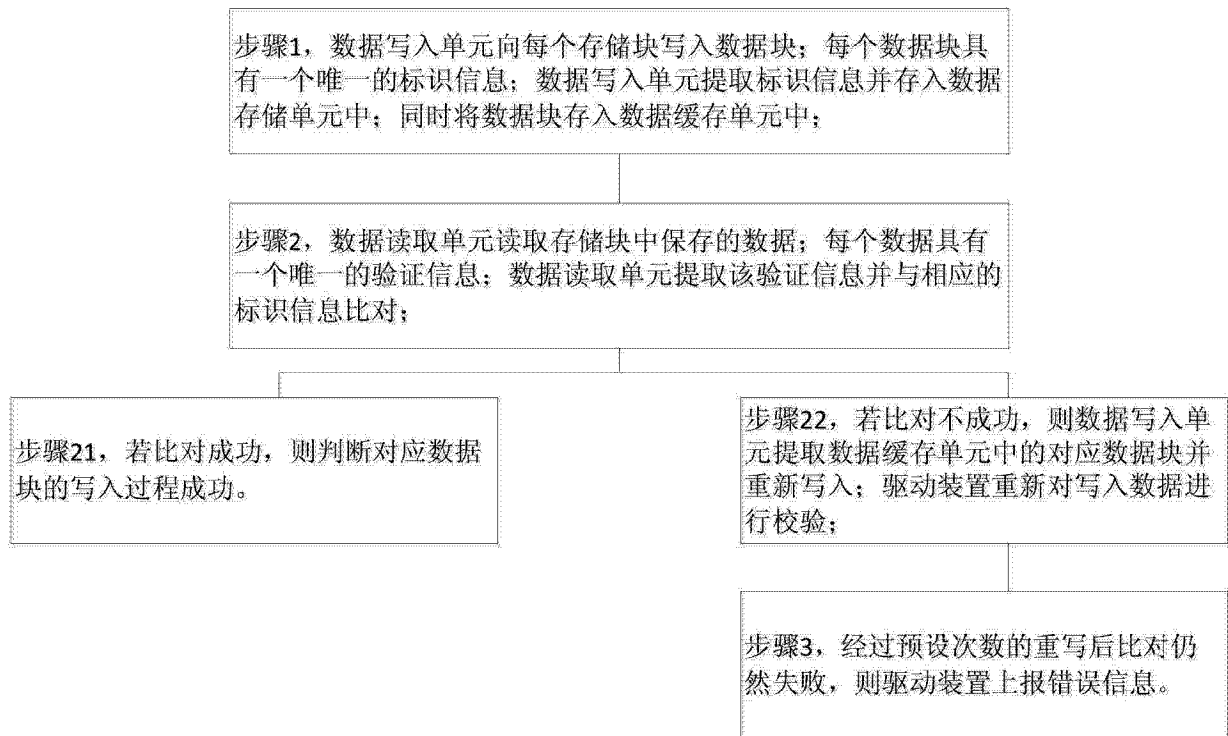 步骤1，数据写入单元向每个存储块写入数据块；每个数据块具
有一个唯一的标识信息；数据写入单元提取标识信息并存入数据
存储单元中；同时将数据块存入数据缓存单元中；
步骤2，数据读取单元读取存储块中保存的数据；每个数据具有
一个唯一的验证信息；数据读取单元提取该验证信息并与相应的
标识信息比对；
步骤21，若比对成功，则判断对应数据
块的写入过程成功。
步骤22，若比对不成功，则数据写入单
元提取数据缓存单元中的对应数据块并
重新写入；驱动装置重新对写入数据进
行校验；
步骤3，经过预设次数的重写后比对仍
然失败，则驱动装置上报错误信息。